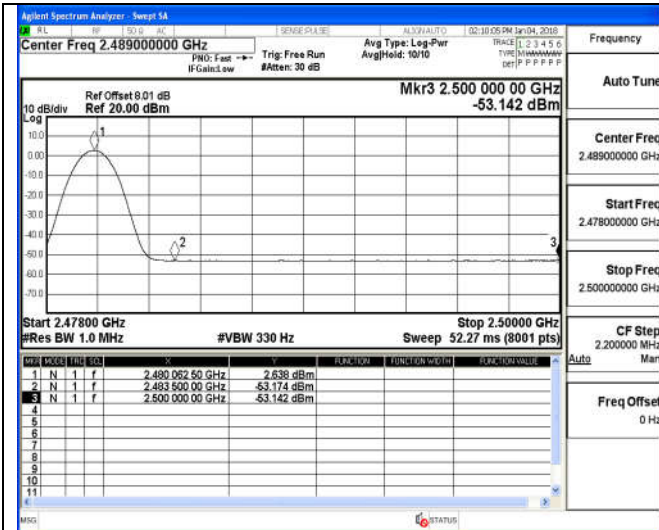 Agilent Spectrum Analyzer - Swept SA
RL RF 50 Ω AC SENSE:PULSE ALIGNAUTO 02:10:05 PM Jan 04, 2018
Center Freq 2.489000000 GHz
PNO: Fast
IFGain:Low
Trig: Free Run
#Atten: 30 dB
Avg Type: Log-Pwr
Avg|Hold: 10/10
TRACE 1 2 3 4 5 6
TYPE
DET P P P P P P
Frequency
Auto Tune
Center Freq
2.489000000 GHz
Start Freq
2.478000000 GHz
Stop Freq
2.500000000 GHz
CF Step
2.200000 MHz
Auto Man
Freq Offset
0 Hz
Mkr3 2.500 000 00 GHz
-53.142 dBm
Ref Offset 8.01 dB
10 dB/div Ref 20.00 dBm
Log
10.0
0.00
-10.0
-20.0
-30.0
-40.0
-50.0
-60.0
-70.0
1
2
3
Start 2.47800 GHz Stop 2.50000 GHz
#Res BW 1.0 MHz #VBW 330 Hz Sweep 52.27 ms (8001 pts)
MKR MODE TRC SCL X Y FUNCTION FUNCTION WIDTH FUNCTION VALUE
1 N 1 f 2.480 062 50 GHz 2.638 dBm
2 N 1 f 2.483 500 00 GHz -53.174 dBm
3 N 1 f 2.500 000 00 GHz -53.142 dBm
4
5
6
7
8
9
10
11
MSG STATUS